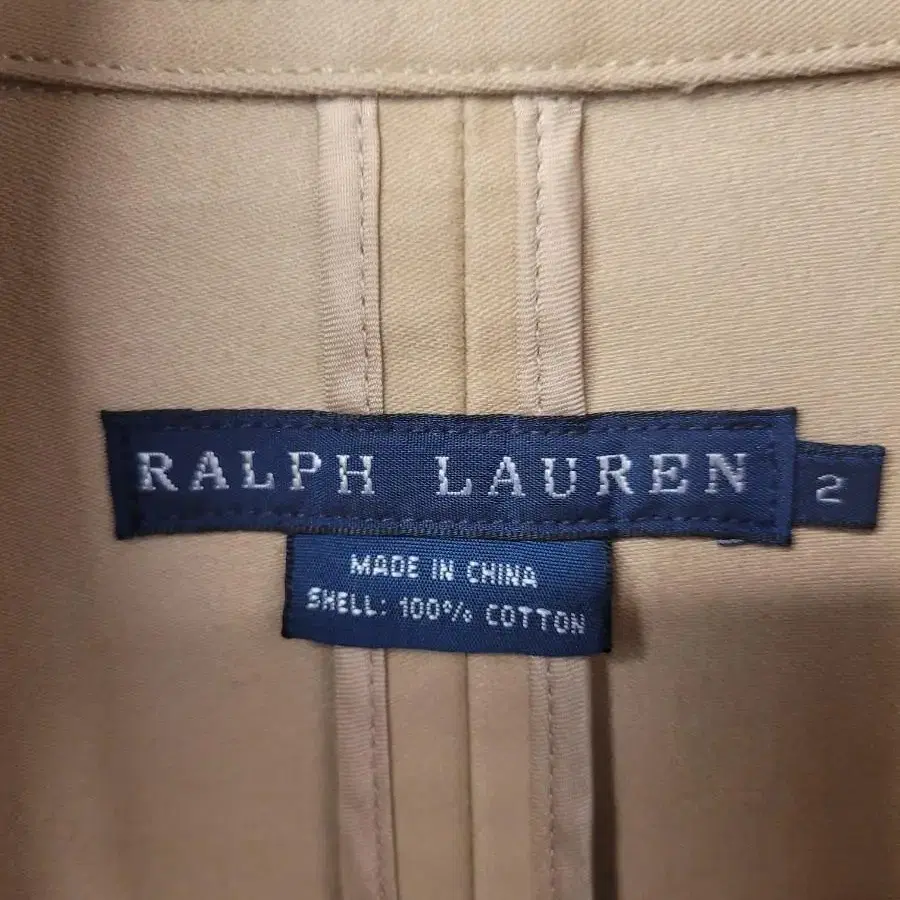 RALPH LAUREN
2
MADE IN CHINA
SHELL: 100% COTTON